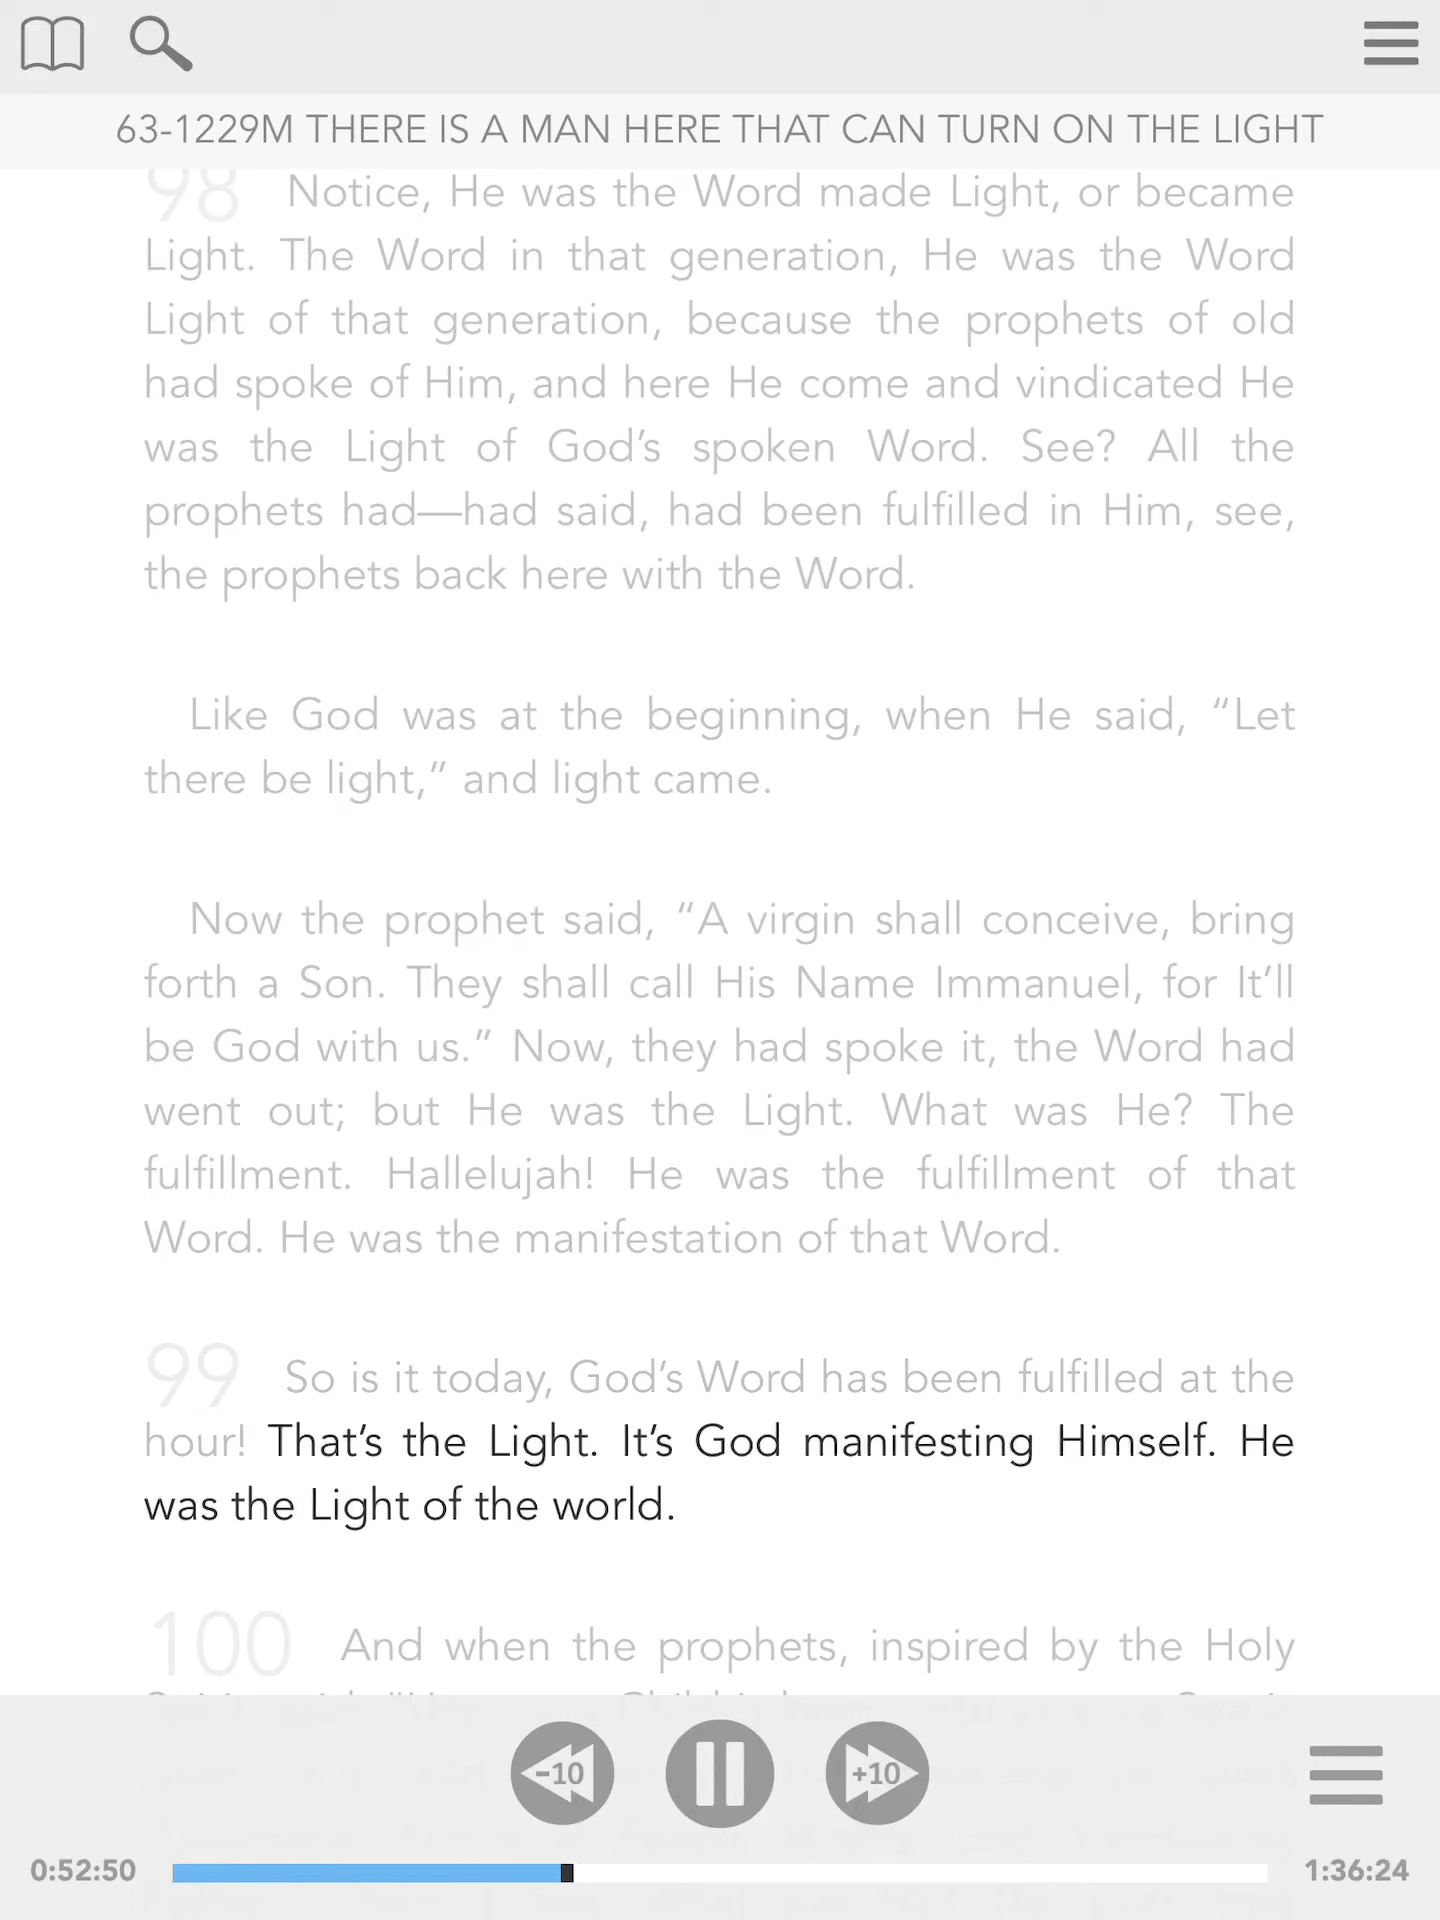 63-1229M THERE IS A MAN HERE THAT CAN TURN ON THE LIGHT
98 Notice, He was the Word made Light, or became
Light. The Word in that generation, He was the Word
Light of that generation, because the prophets of old
had spoke of Him, and here He come and vindicated He
was the Light of God’s spoken Word. See? All the
prophets had—had said, had been fulfilled in Him, see,
the prophets back here with the Word.
Like God was at the beginning, when He said, “Let
there be light,” and light came.
Now the prophet said, “A virgin shall conceive, bring
forth a Son. They shall call His Name Immanuel, for It’ll
be God with us.” Now, they had spoke it, the Word had
went out; but He was the Light. What was He? The
fulfillment. Hallelujah! He was the fulfillment of that
Word. He was the manifestation of that Word.
99 So is it today, God’s Word has been fulfilled at the
hour! That’s the Light. It’s God manifesting Himself. He
was the Light of the world.
100 And when the prophets, inspired by the Holy
-10 +10
0:52:50 1:36:24